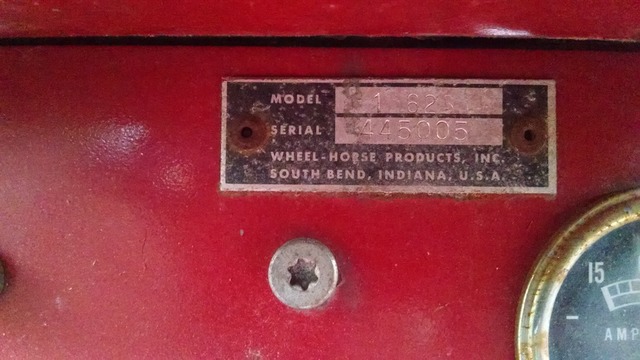 MODEL
SERIAL 445005
WHEEL-HORSE PRODUCTS, INC.
SOUTH BEND, INDIANA, U.S.A.
15
AMP